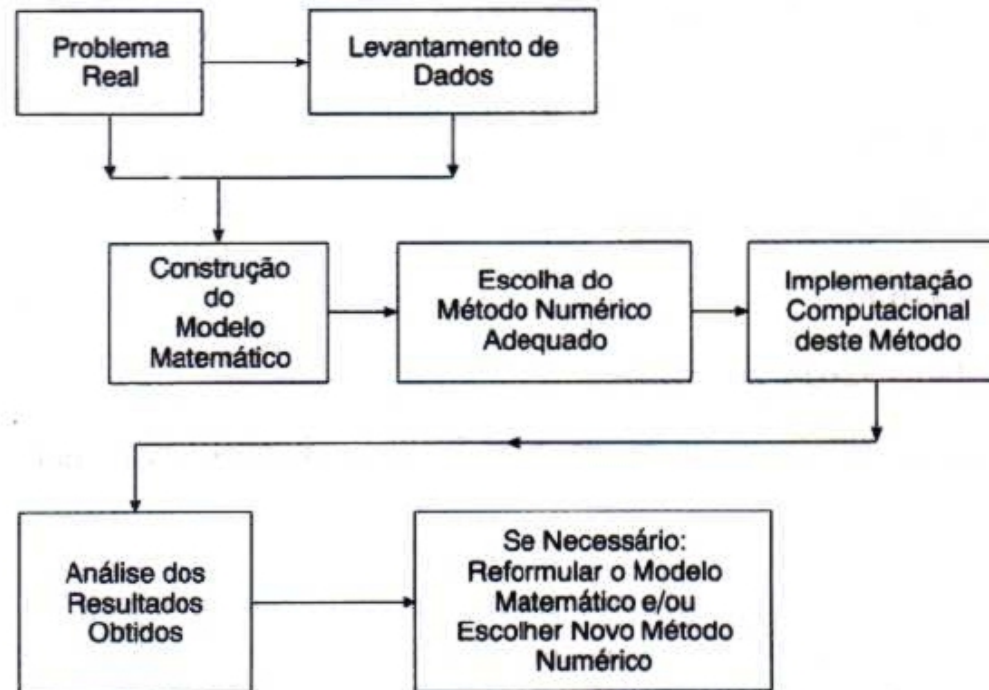 Problema
Real
Levantamento de
Dados
Construção
do
Modelo
Matemático
Escolha do
Método Numérico
Adequado
Implementação
Computacional
deste Método
Análise dos
Resultados
Obtidos
Se Necessário:
Reformular o Modelo
Matemático e/ou
Escolher Novo Método
Numérico